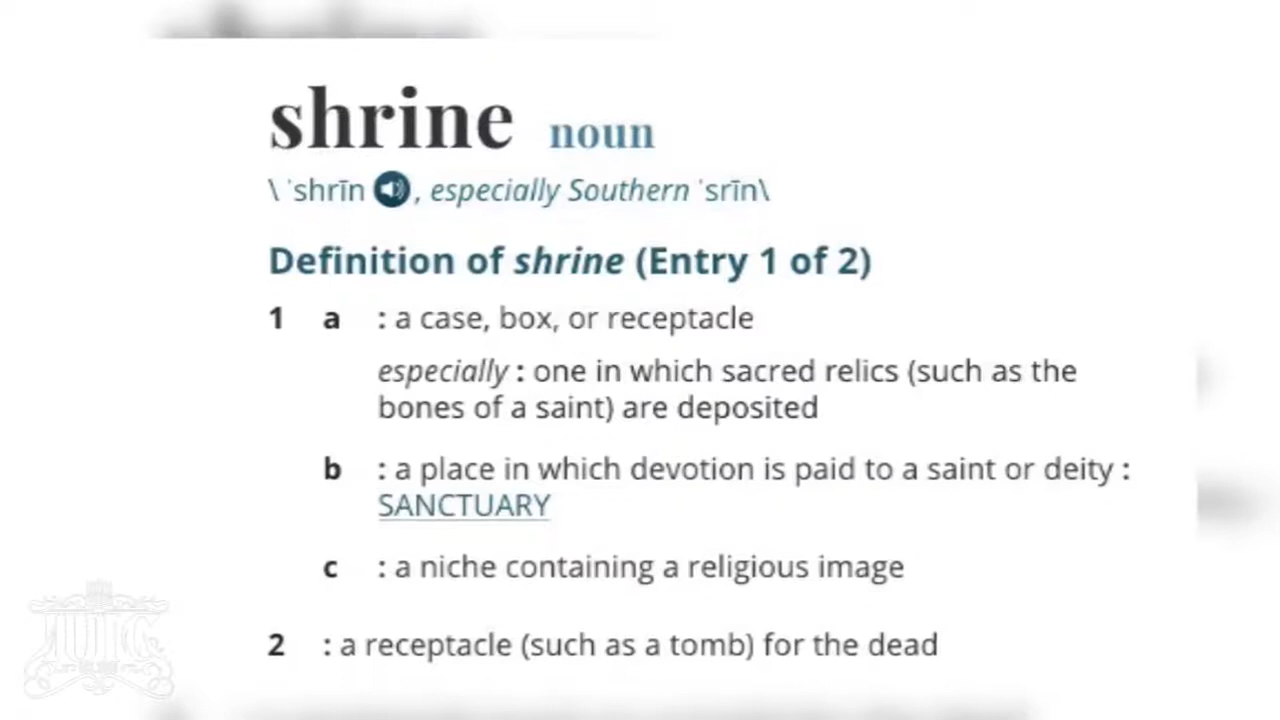 shrine noun
\ ˈshrīn , especially Southern ˈsrīn\
Definition of shrine (Entry 1 of 2)
1 a : a case, box, or receptacle
especially : one in which sacred relics (such as the
bones of a saint) are deposited
b : a place in which devotion is paid to a saint or deity :
SANCTUARY
c : a niche containing a religious image
2 : a receptacle (such as a tomb) for the dead